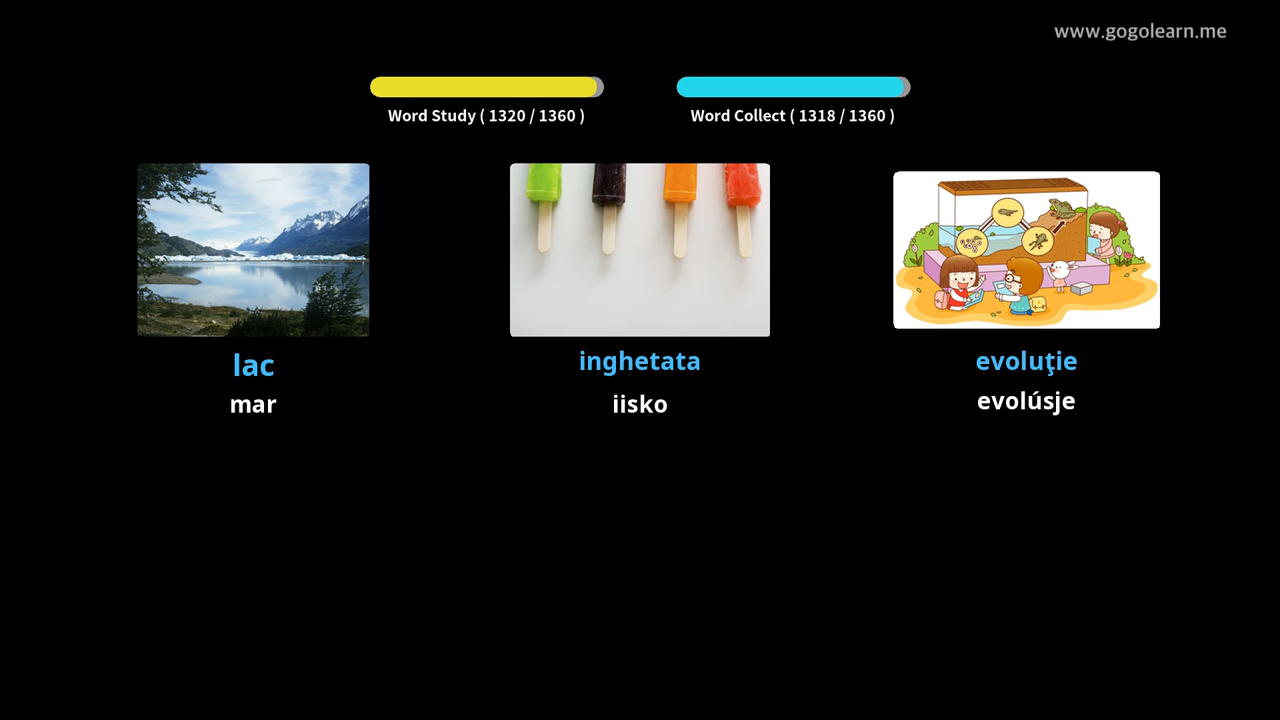 www.gogolearn.me
Word Study ( 1320 / 1360 )
Word Collect ( 1318 / 1360 )
lac
inghetata
evoluţie
mar
iisko
evolúsje